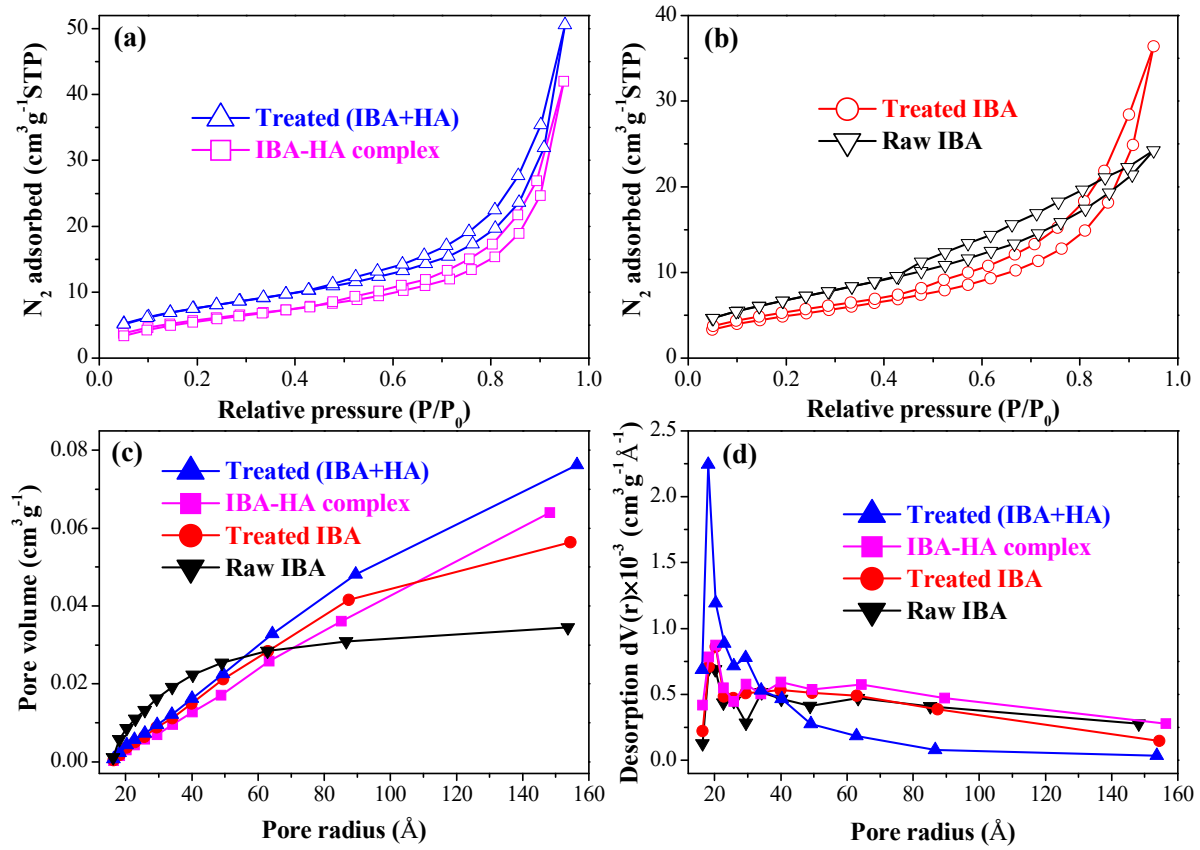 (a)
Treated (IBA+HA)
IBA-HA complex
N₂ adsorbed (cm³g⁻¹STP)
50
40
30
20
10
0
0.0 0.2 0.4 0.6 0.8 1.0
Relative pressure (P/P₀)
(b)
Treated IBA
Raw IBA
N₂ adsorbed (cm³g⁻¹STP)
40
30
20
10
0
0.0 0.2 0.4 0.6 0.8 1.0
Relative pressure (P/P₀)
(c)
Treated (IBA+HA)
IBA-HA complex
Treated IBA
Raw IBA
Pore volume (cm³g⁻¹)
0.08
0.06
0.04
0.02
0.00
20 40 60 80 100 120 140 160
Pore radius (Å)
(d)
Treated (IBA+HA)
IBA-HA complex
Treated IBA
Raw IBA
Desorption dV(r)×10⁻³ (cm³g⁻¹Å⁻¹)
2.5
2.0
1.5
1.0
0.5
0.0
20 40 60 80 100 120 140 160
Pore radius (Å)